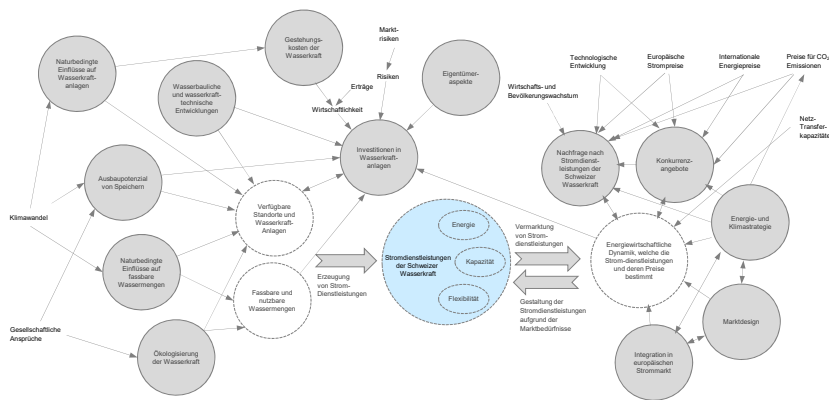 Naturbedingte
Einflüsse auf
Wasserkraft-
anlagen
Gestehungs-
kosten der
Wasserkraft
Markt-
risiken
Risiken
Erträge
Wirtschaftlichkeit
Eigentümer-
aspekte
Wasserbauliche
und wasserkraft-
technische
Entwicklungen
Investitionen in
Wasserkraft-
anlagen
Ausbaupotenzial
von Speichern
Verfügbare
Standorte und
Wasserkraft-
Anlagen
Klimawandel
Naturbedingte
Einflüsse auf
fassbare
Wassermengen
Fassbare und
nutzbare
Wassermengen
Gesellschaftliche
Ansprüche
Ökologisierung
der Wasserkraft
Erzeugung
von Strom-
Dienstleistungen
Energie
Stromdienstleistungen
der Schweizer
Wasserkraft
Kapazität
Flexibilität
Vermarktung
von Strom-
dienstleistungen
Gestaltung der
Stromdienstleistungen
aufgrund der
Marktbedürfnisse
Technologische
Entwicklung
Europäische
Strompreise
Internationale
Energiepreise
Preise für CO₂
Emissionen
Wirtschafts- und
Bevölkerungswachstum
Netz-
Transfer-
kapazitäte
Nachfrage nach
Stromdienst-
leistungen der
Schweizer
Wasserkraft
Konkurrenz-
angebote
Energie- und
Klimastrategie
Energiewirtschaftliche
Dynamik, welche die
Strom-dienstleistungen
und deren Preise
bestimmt
Marktdesign
Integration in
europäischen
Strommarkt